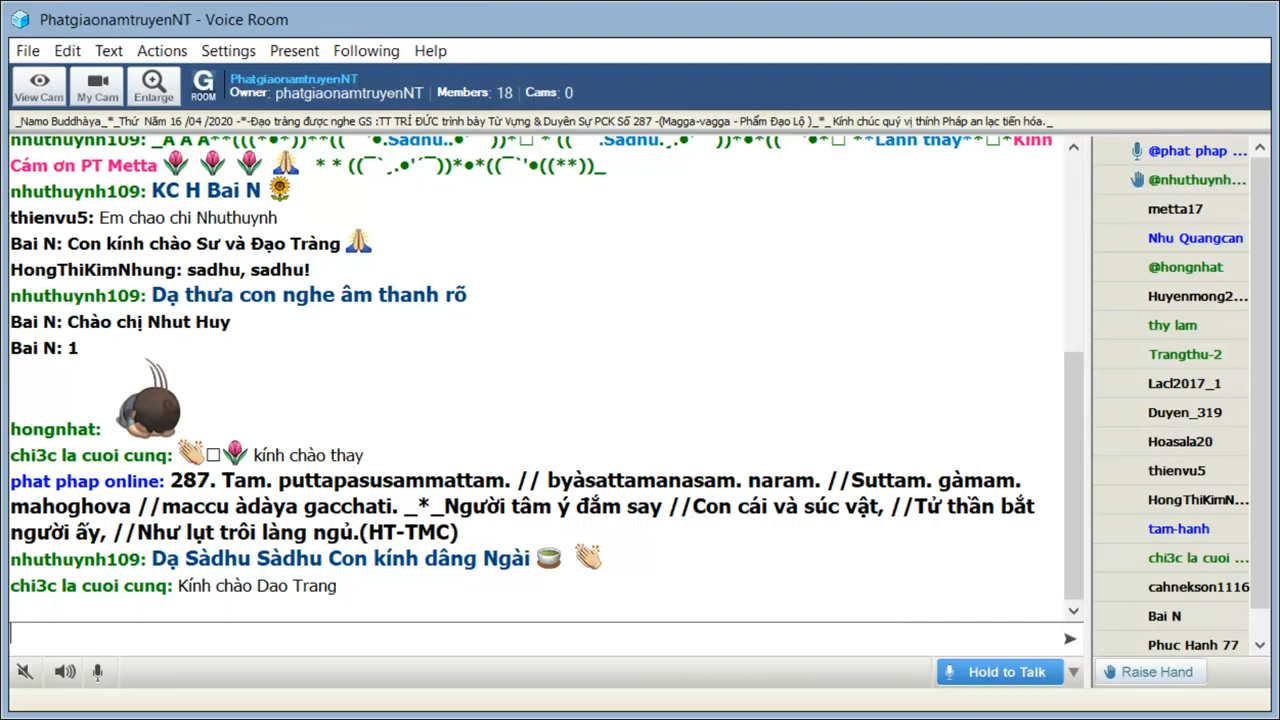 PhatgiaonamtruyenNT - Voice Room
File Edit Text Actions Settings Present Following Help
View Cam My Cam Enlarge G ROOM
PhatgiaonamtruyenNT
Owner: phatgiaonamtruyenNT | Members: 18 | Cams: 0
_Namo Buddhàya_*_Thứ Năm 16 /04 /2020 -*-Đạo tràng được nghe GS :TT TRÍ ĐỨC trình bày Từ Vựng & Duyên Sự PCK Số 287 -(Magga-vagga - Phẩm Đạo Lộ )_*_ Kính chúc quý vị thính Pháp an lạc tiến hóa._
nhuthuynh109:
Cám ơn PT Metta
nhuthuynh109: KC H Bai N
thienvu5: Em chao chi Nhuthuynh
Bai N: Con kính chào Sư và Đạo Tràng
HongThiKimNhung: sadhu, sadhu!
nhuthuynh109: Dạ thưa con nghe âm thanh rõ
Bai N: Chào chị Nhut Huy
Bai N: 1
hongnhat:
chi3c la cuoi cunq: kính chào thay
phat phap online: 287. Tam. puttapasusammattam. // byàsattamanasam. naram. //Suttam. gàmam.
mahoghova //maccu àdàya gacchati. _*_Người tâm ý đắm say //Con cái và súc vật, //Tử thần bắt
người ấy, //Như lụt trôi làng ngủ.(HT-TMC)
nhuthuynh109: Dạ Sàdhu Sàdhu Con kính dâng Ngài
chi3c la cuoi cunq: Kính chào Dao Trang
@phat phap ...
@nhuthuynh...
metta17
Nhu Quangcan
@hongnhat
Huyenmong2...
thy lam
Trangthu-2
Lacl2017_1
Duyen_319
Hoasala20
thienvu5
HongThiKimN...
tam-hanh
chi3c la cuoi ...
cahnekson1116
Bai N
Phuc Hanh 77
Hold to Talk
Raise Hand